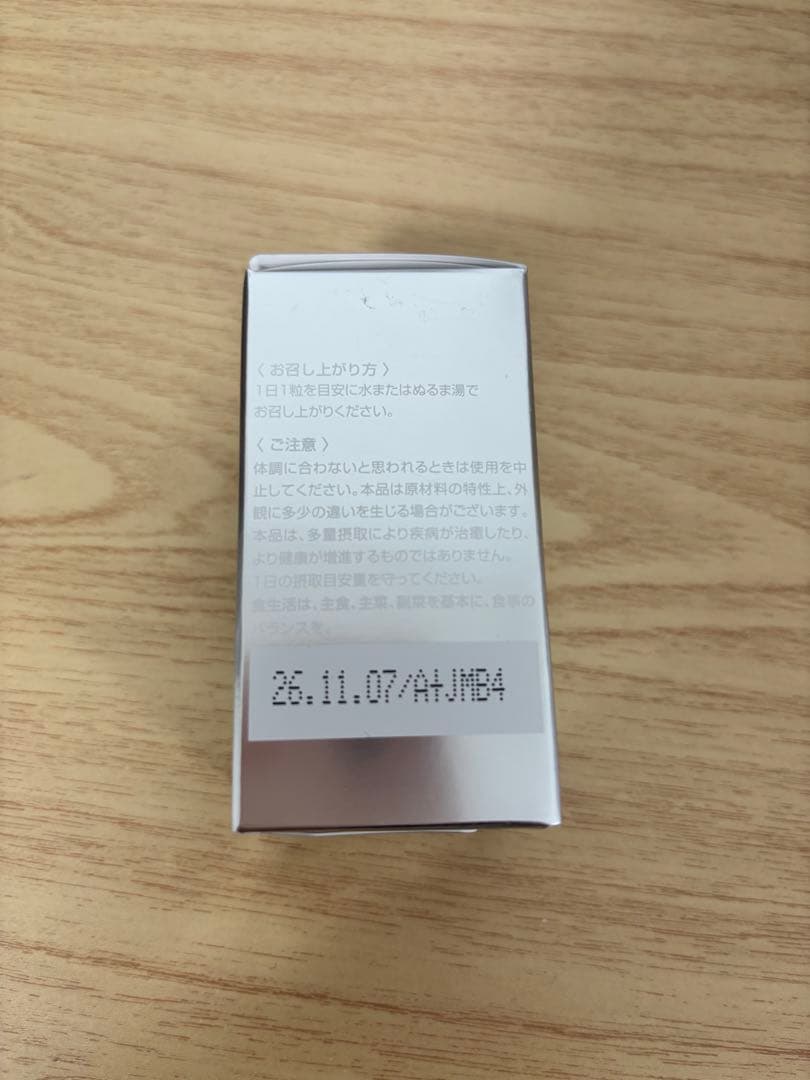 〈 お召し上がり方 〉
1日1粒を目安に水またはぬるま湯で
お召し上がりください。
〈 ご注意 〉
体調に合わないと思われるときは使用を中
止してください。本品は原材料の特性上、外
観に多少の違いを生じる場合がございます。
本品は、多量摂取により疾病が治癒したり、
より健康が増進するものではありません。
1日の摂取目安量を守ってください。
食生活は、主食、主菜、副菜を基本に、食事の
バランスを。
26.11.07/A+JMB4